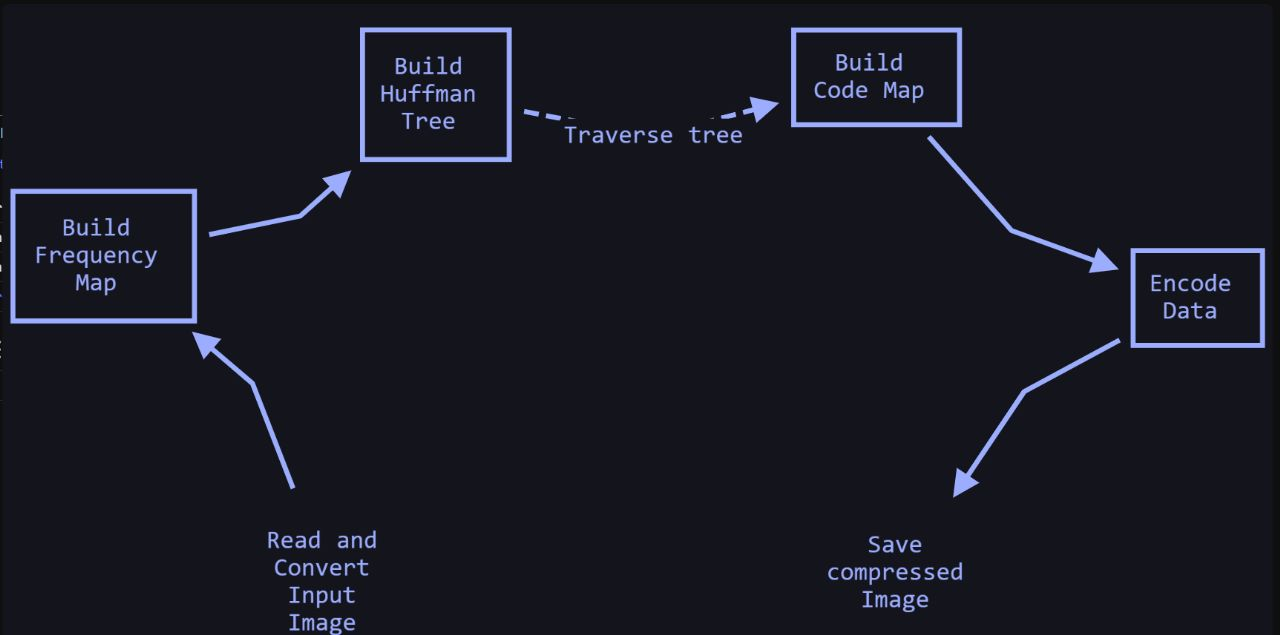 Build
Huffman
Tree
Build
Code Map
Traverse tree
Build
Frequency
Map
Encode
Data
Read and
Convert
Input
Image
Save
compressed
Image